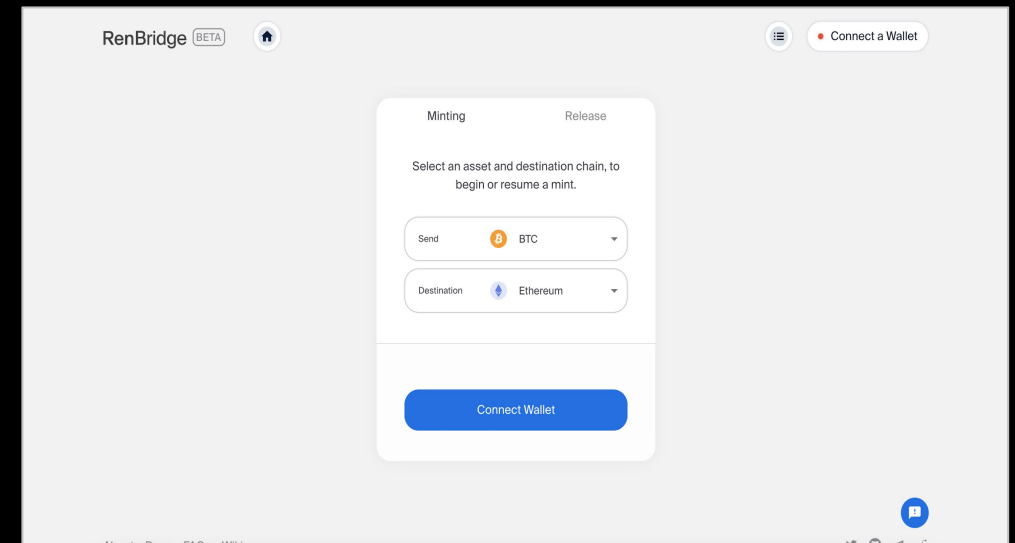 RenBridge BETA
Connect a Wallet
Minting
Release
Select an asset and destination chain, to
begin or resume a mint.
Send BTC
Destination Ethereum
Connect Wallet